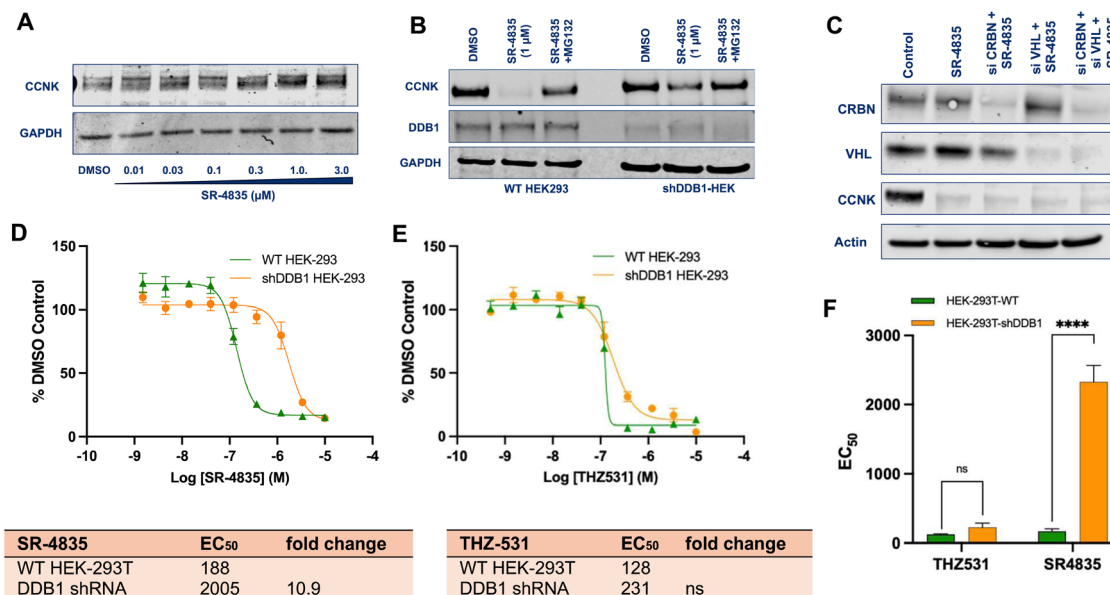 A
CCNK
GAPDH
DMSO 0.01 0.03 0.1 0.3 1.0. 3.0
SR-4835 (µM)
B
DMSO
SR-4835
(1 µM)
SR-4835
+MG132
DMSO
SR-4835
(1 µM)
SR-4835
+MG132
CCNK
DDB1
GAPDH
WT HEK293 shDDB1-HEK
C
Control
SR-4835
si CRBN +
SR-4835
si VHL +
SR-4835
si CRBN +
si VHL +
CRBN
VHL
CCNK
Actin
D
WT HEK-293
shDDB1 HEK-293
% DMSO Control
150
100
50
0
-10 -9 -8 -7 -6 -5 -4
Log [SR-4835] (M)
E
WT HEK-293
shDDB1 HEK-293
% DMSO Control
150
100
50
0
-10 -9 -8 -7 -6 -5 -4
Log [THZ531] (M)
F
HEK-293T-WT
HEK-293T-shDDB1
EC50
3000
2000
1000
0
ns
****
THZ531 SR4835
SR-4835 EC50 fold change
WT HEK-293T 188
DDB1 shRNA 2005 10.9
THZ-531 EC50 fold change
WT HEK-293T 128
DDB1 shRNA 231 ns